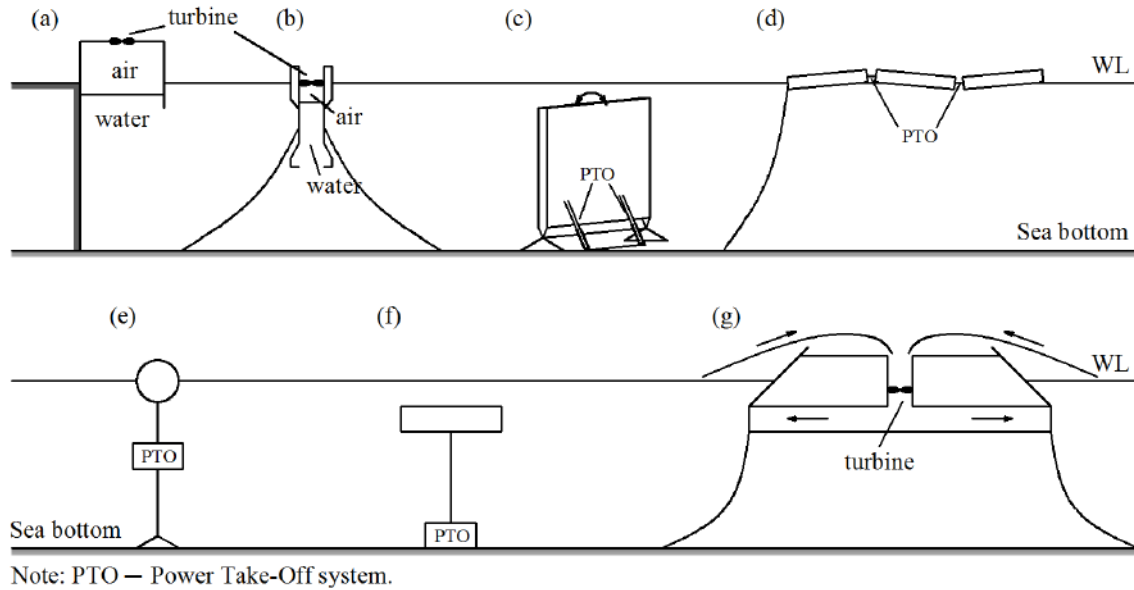 (a)
turbine
(b)
(c)
(d)
air
WL
water
air
PTO
PTO
water
Sea bottom
(e)
(f)
(g)
WL
PTO
turbine
Sea bottom
PTO
Note: PTO — Power Take-Off system.